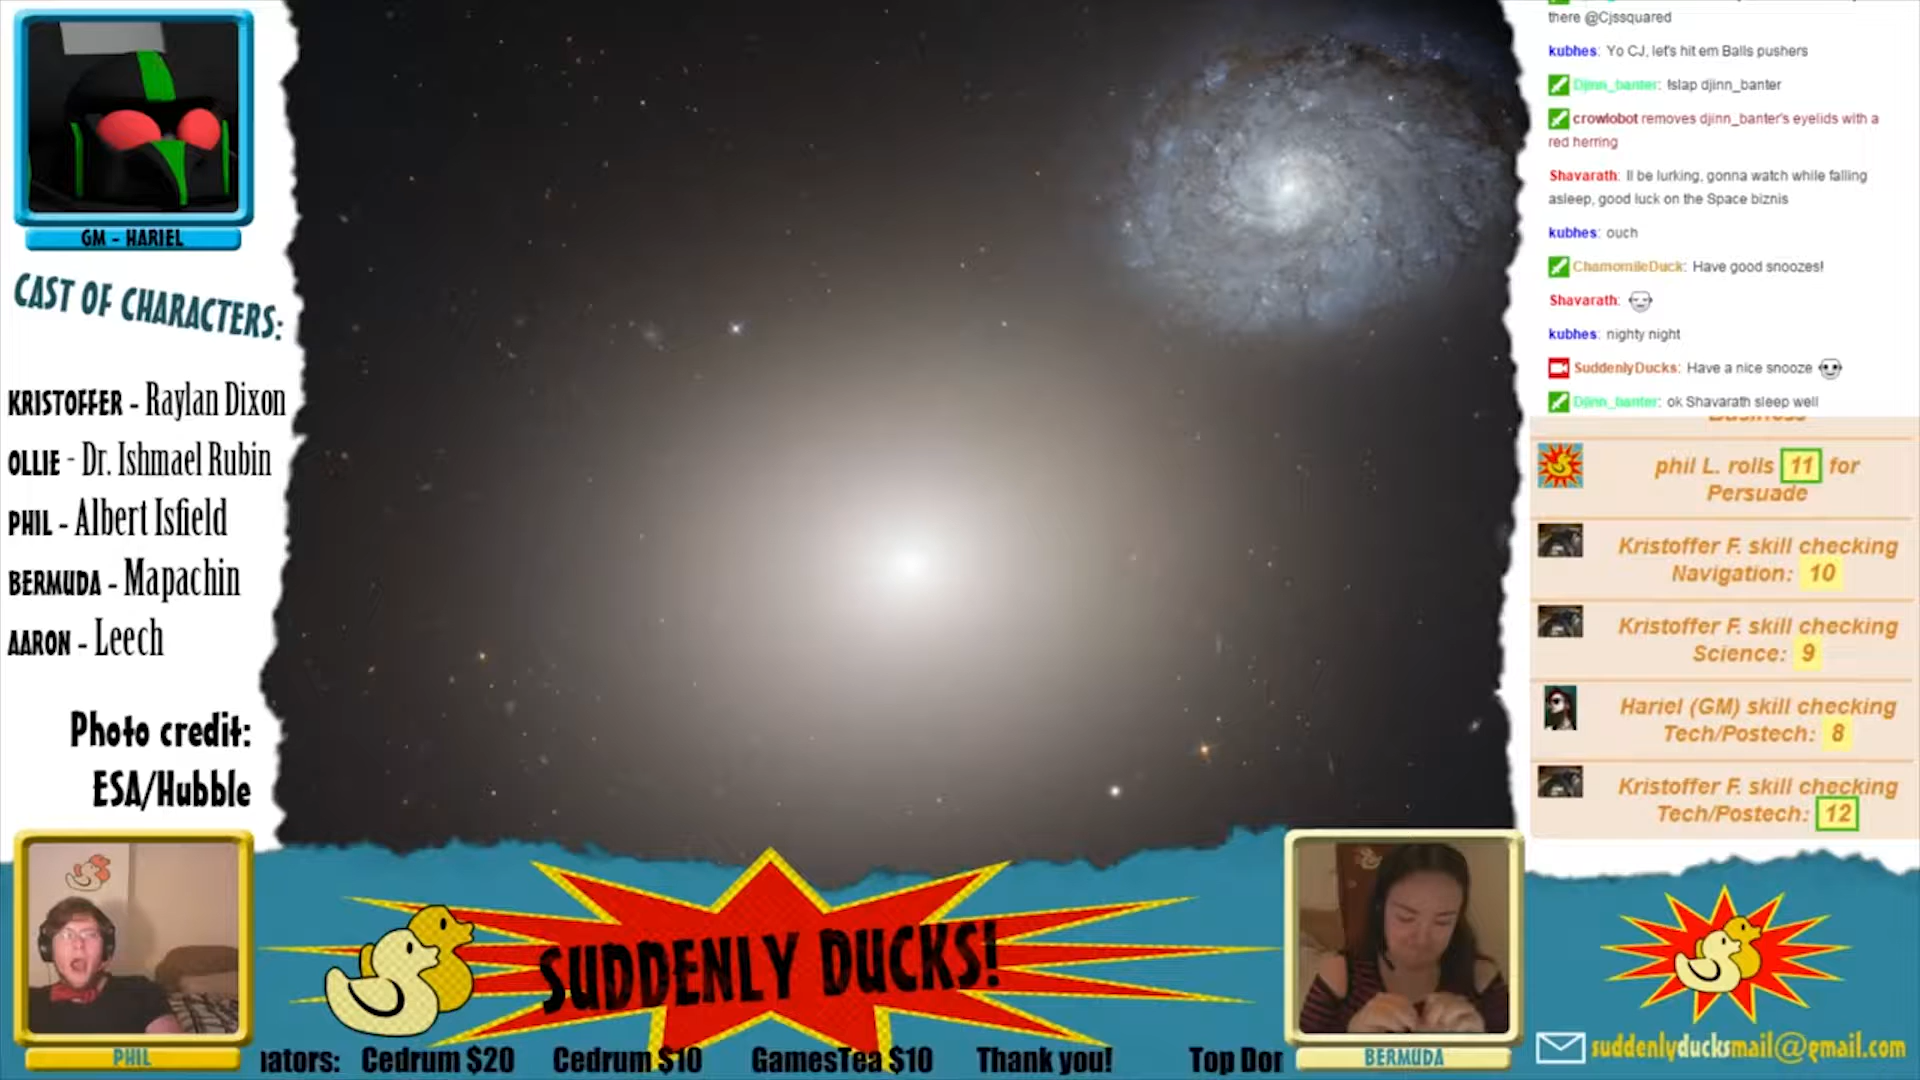 GM - HARIEL
CAST OF CHARACTERS:
KRISTOFFER - Raylan Dixon
OLLIE - Dr. Ishmael Rubin
PHIL - Albert Isfield
BERMUDA - Mapachin
AARON - Leech
Photo credit:
ESA/Hubble
PHIL
SUDDENLY DUCKS!
ators: Cedrum $20 Cedrum $10 GamesTea $10 Thank you! Top Dor
BERMUDA
there @Cjssquared
kubhes: Yo CJ, let's hit em Balls pushers
Djinn_banter: !slap djinn_banter
crowlobot removes djinn_banter's eyelids with a
red herring
Shavarath: Il be lurking, gonna watch while falling
asleep, good luck on the Space biznis
kubhes: ouch
ChamomileDuck: Have good snoozes!
Shavarath:
kubhes: nighty night
SuddenlyDucks: Have a nice snooze
Djinn_banter: ok Shavarath sleep well
Business
phil L. rolls 11 for
Persuade
Kristoffer F. skill checking
Navigation: 10
Kristoffer F. skill checking
Science: 9
Hariel (GM) skill checking
Tech/Postech: 8
Kristoffer F. skill checking
Tech/Postech: 12
suddenlyducksmail@gmail.com